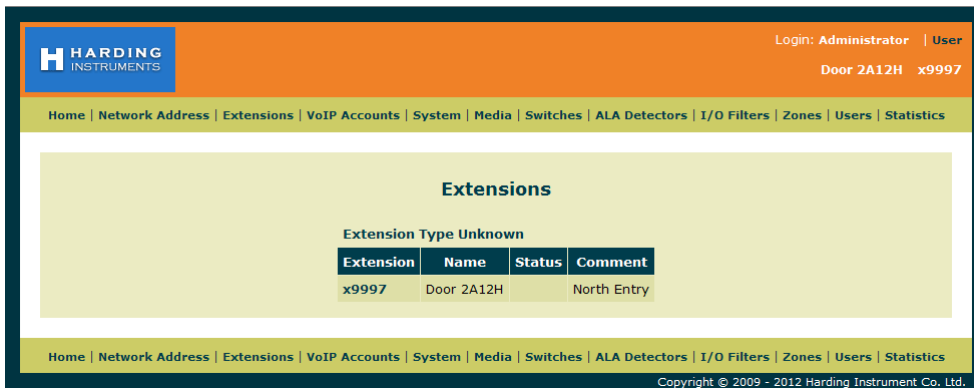 HARDING
INSTRUMENTS
Login: Administrator | User
Door 2A12H x9997
Home | Network Address | Extensions | VoIP Accounts | System | Media | Switches | ALA Detectors | I/O Filters | Zones | Users | Statistics
Extensions
Extension Type Unknown
Extension Name Status Comment
x9997 Door 2A12H North Entry
Home | Network Address | Extensions | VoIP Accounts | System | Media | Switches | ALA Detectors | I/O Filters | Zones | Users | Statistics
Copyright © 2009 - 2012 Harding Instrument Co. Ltd.